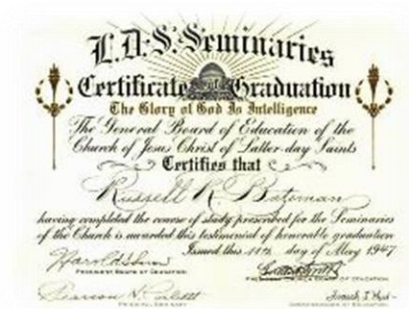 L.D.S. Seminaries
Certificate of Graduation
The Glory of God Is Intelligence
The General Board of Education of the
Church of Jesus Christ of Latter-day Saints
Certifies that
Russell R. Bateman
having completed the course of study prescribed for the Seminaries
of the Church is awarded this testimonial of honorable graduation
Issued this 11th day of May 1947
President Board of Education